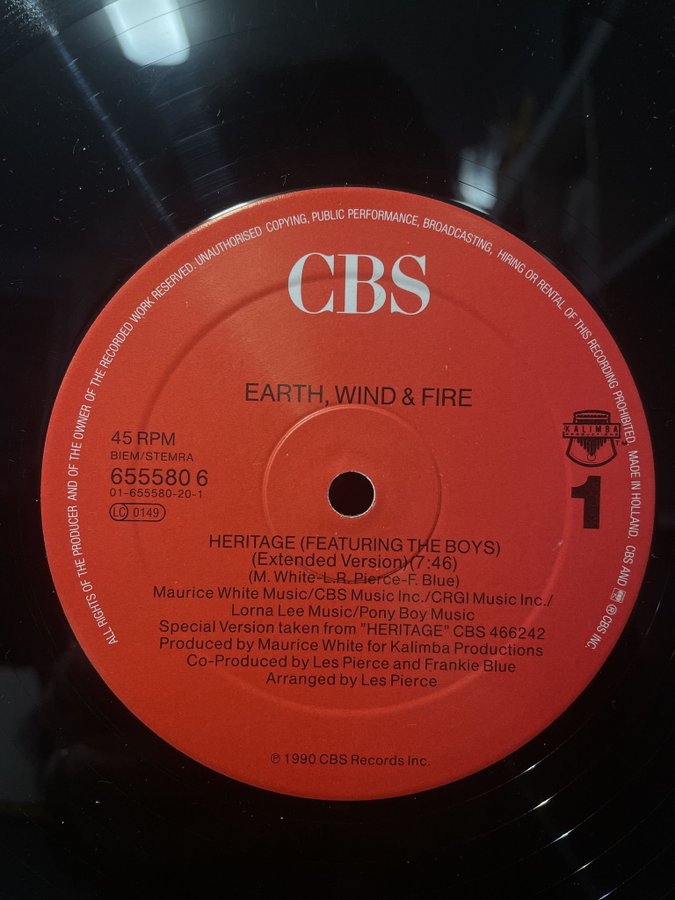 ALL RIGHTS OF THE PRODUCER AND OF THE OWNER OF THE RECORDED WORK RESERVED. UNAUTHORISED COPYING, PUBLIC PERFORMANCE, BROADCASTING, HIRING OR RENTAL OF THIS RECORDING PROHIBITED. MADE IN HOLLAND. CBS AND ® CBS INC.
CBS
EARTH, WIND & FIRE
45 RPM
BIEM/STEMRA
655580 6
01-655580-20-1
LC 0149
KALIMBA
PRODUCTIONS
1
HERITAGE (FEATURING THE BOYS)
(Extended Version)(7:46)
(M. White-L.R. Pierce-F. Blue)
Maurice White Music/CBS Music Inc./CRGI Music Inc./
Lorna Lee Music/Pony Boy Music
Special Version taken from "HERITAGE" CBS 466242
Produced by Maurice White for Kalimba Productions
Co-Produced by Les Pierce and Frankie Blue
Arranged by Les Pierce
℗ 1990 CBS Records Inc.